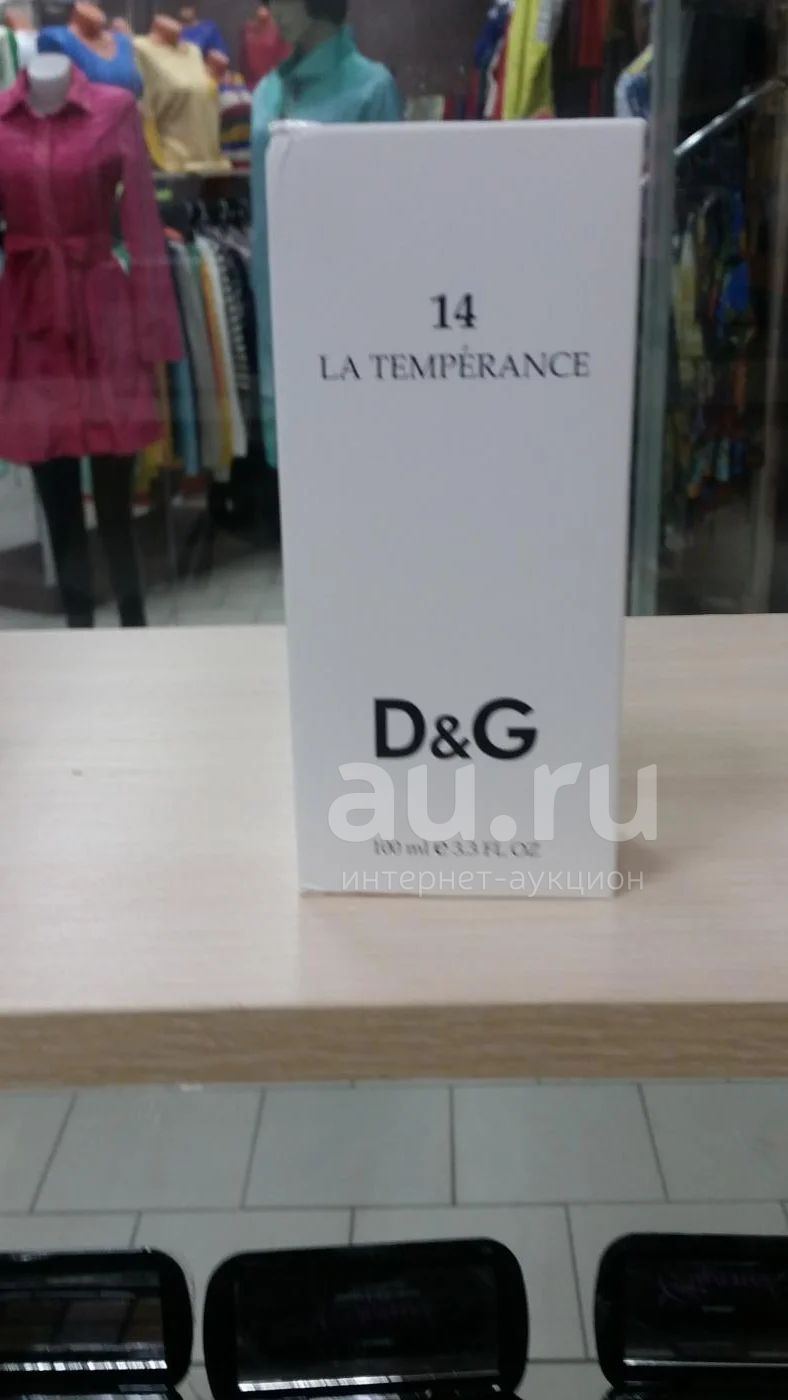 14
LA TEMPÉRANCE
D&G
au.ru
100 ml e 3.3 FL OZ
интернет-аукцион